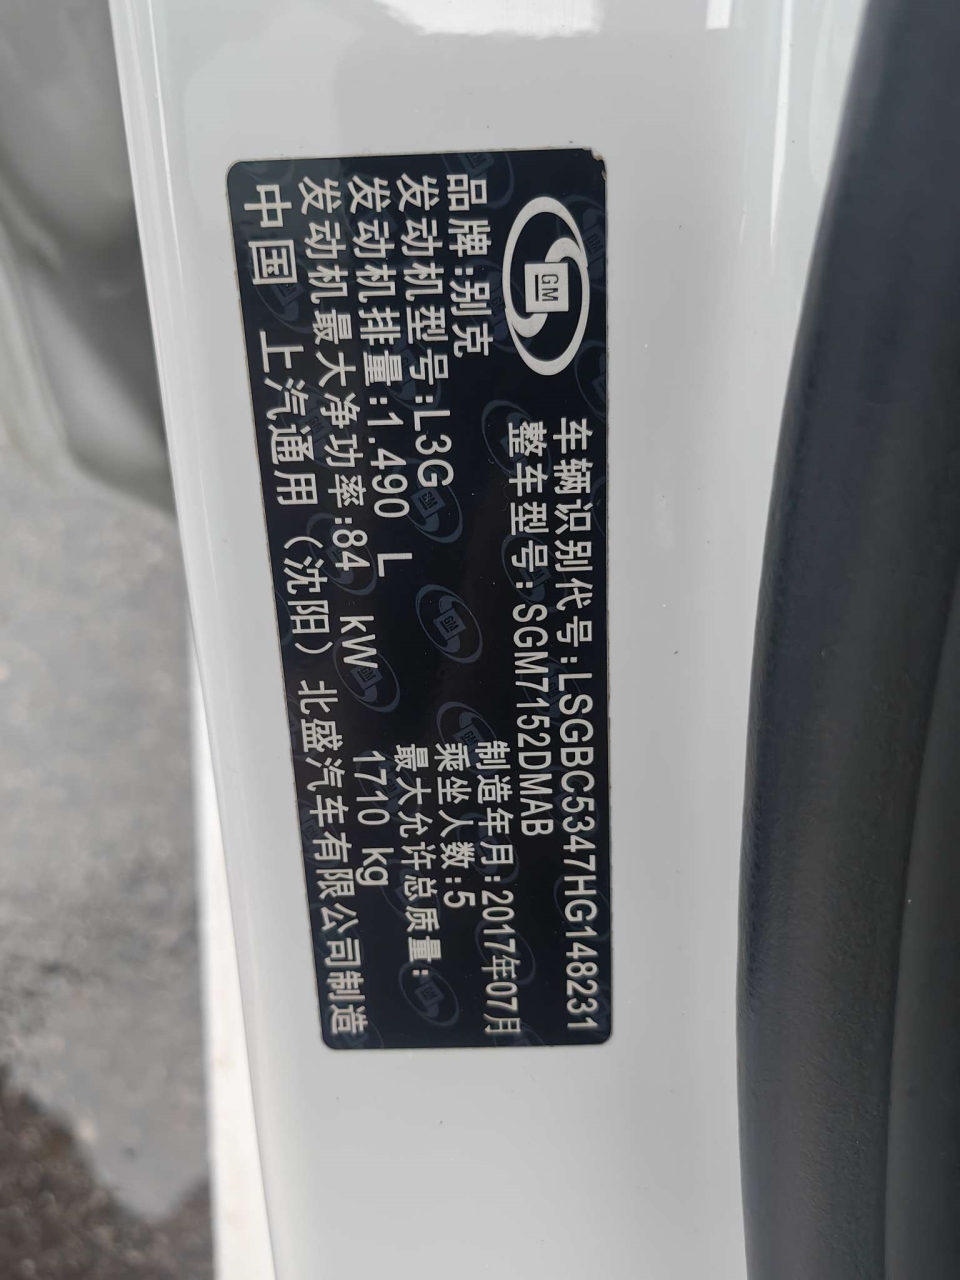 GM
车辆识别代号:LSGBC5347HG148231
整车型号:SGM7152DMAB
品牌:别克
制造年月:2017年07月
发动机型号:L3G
乘坐人数:5
发动机排量:1.490 L
最大允许总质量:
发动机最大净功率:84 kW
1710 kg
中国 上汽通用（沈阳）北盛汽车有限公司制造